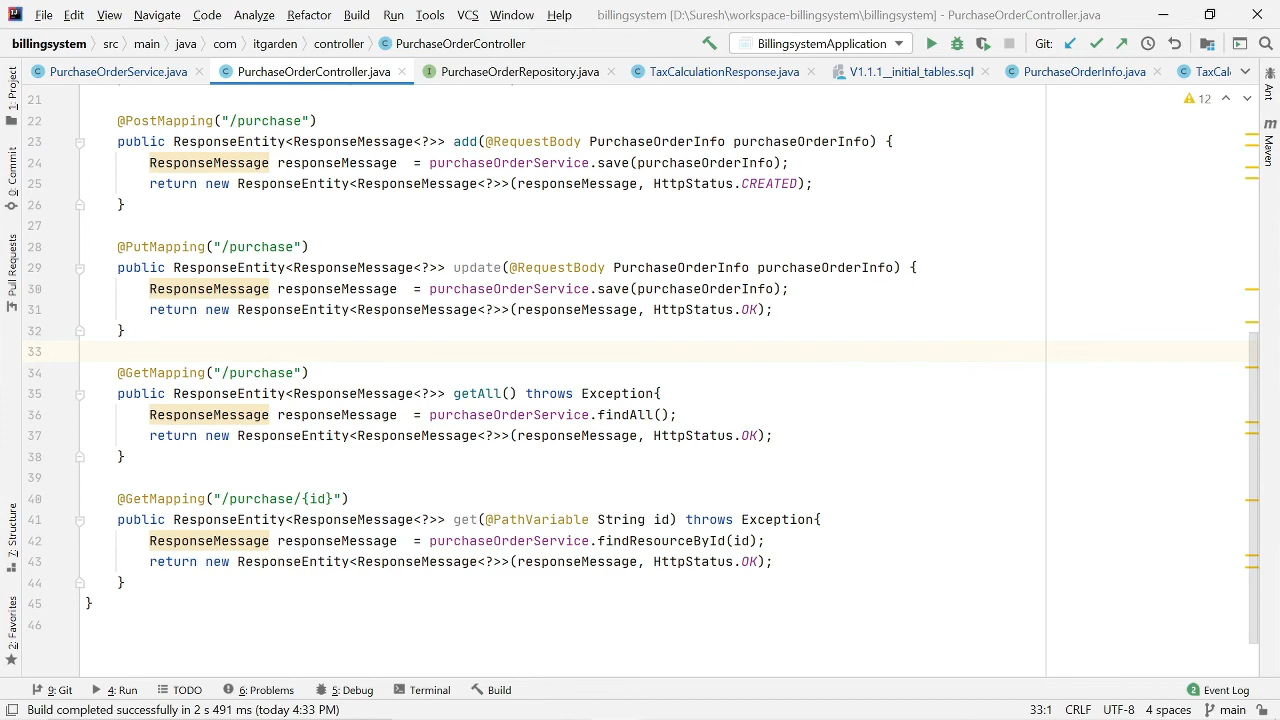 File Edit View Navigate Code Analyze Refactor Build Run Tools VCS Window Help billingsystem [D:\Suresh\workspace-billingsystem\billingsystem] - PurchaseOrderController.java
billingsystem src main java com itgarden controller PurchaseOrderController BillingsystemApplication Git:
PurchaseOrderService.java PurchaseOrderController.java PurchaseOrderRepository.java TaxCalculationResponse.java V1.1.1__initial_tables.sql PurchaseOrderInfo.java TaxCal
1: Project
0: Commit
Pull Requests
7: Structure
2: Favorites
Ant
Maven
12
21
22 @PostMapping("/purchase")
23 public ResponseEntity<ResponseMessage<?>> add(@RequestBody PurchaseOrderInfo purchaseOrderInfo) {
24 ResponseMessage responseMessage = purchaseOrderService.save(purchaseOrderInfo);
25 return new ResponseEntity<ResponseMessage<?>>(responseMessage, HttpStatus.CREATED);
26 }
27
28 @PutMapping("/purchase")
29 public ResponseEntity<ResponseMessage<?>> update(@RequestBody PurchaseOrderInfo purchaseOrderInfo) {
30 ResponseMessage responseMessage = purchaseOrderService.save(purchaseOrderInfo);
31 return new ResponseEntity<ResponseMessage<?>>(responseMessage, HttpStatus.OK);
32 }
33
34 @GetMapping("/purchase")
35 public ResponseEntity<ResponseMessage<?>> getAll() throws Exception{
36 ResponseMessage responseMessage = purchaseOrderService.findAll();
37 return new ResponseEntity<ResponseMessage<?>>(responseMessage, HttpStatus.OK);
38 }
39
40 @GetMapping("/purchase/{id}")
41 public ResponseEntity<ResponseMessage<?>> get(@PathVariable String id) throws Exception{
42 ResponseMessage responseMessage = purchaseOrderService.findResourceById(id);
43 return new ResponseEntity<ResponseMessage<?>>(responseMessage, HttpStatus.OK);
44 }
45 }
46
9: Git 4: Run TODO 6: Problems 5: Debug Terminal Build 2 Event Log
Build completed successfully in 2 s 491 ms (today 4:33 PM) 33:1 CRLF UTF-8 4 spaces main